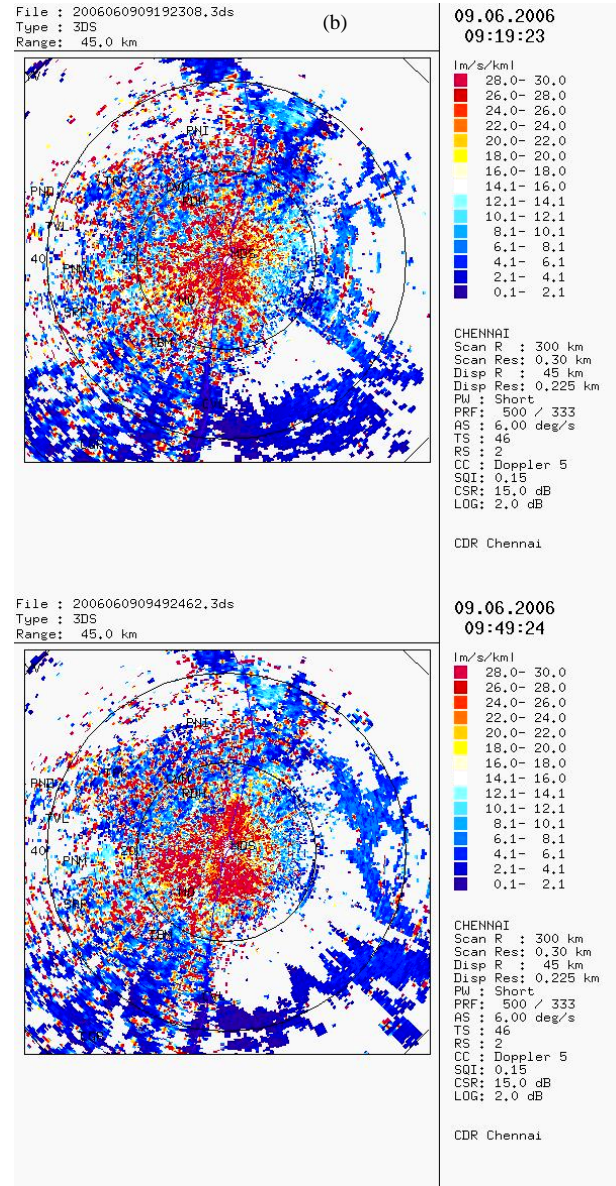 File : 2006060909192308.3ds
Type : 3DS
Range: 45.0 km
(b)
09.06.2006
09:19:23
|m/s/km|
28.0- 30.0
26.0- 28.0
24.0- 26.0
22.0- 24.0
20.0- 22.0
18.0- 20.0
16.0- 18.0
14.1- 16.0
12.1- 14.1
10.1- 12.1
8.1- 10.1
6.1- 8.1
4.1- 6.1
2.1- 4.1
0.1- 2.1
PNI
PND
TVL
40
PNM
CHENNAI
Scan R : 300 km
Scan Res: 0.30 km
Disp R : 45 km
Disp Res: 0.225 km
PW : Short
PRF: 500 / 333
AS : 6.00 deg/s
TS : 46
RS : 2
CC : Doppler 5
SQI: 0.15
CSR: 15.0 dB
LOG: 2.0 dB
CDR Chennai
File : 2006060909492462.3ds
Type : 3DS
Range: 45.0 km
09.06.2006
09:49:24
|m/s/km|
28.0- 30.0
26.0- 28.0
24.0- 26.0
22.0- 24.0
20.0- 22.0
18.0- 20.0
16.0- 18.0
14.1- 16.0
12.1- 14.1
10.1- 12.1
8.1- 10.1
6.1- 8.1
4.1- 6.1
2.1- 4.1
0.1- 2.1
PNI
PND
TVL
40
PNM
CHENNAI
Scan R : 300 km
Scan Res: 0.30 km
Disp R : 45 km
Disp Res: 0.225 km
PW : Short
PRF: 500 / 333
AS : 6.00 deg/s
TS : 46
RS : 2
CC : Doppler 5
SQI: 0.15
CSR: 15.0 dB
LOG: 2.0 dB
CDR Chennai